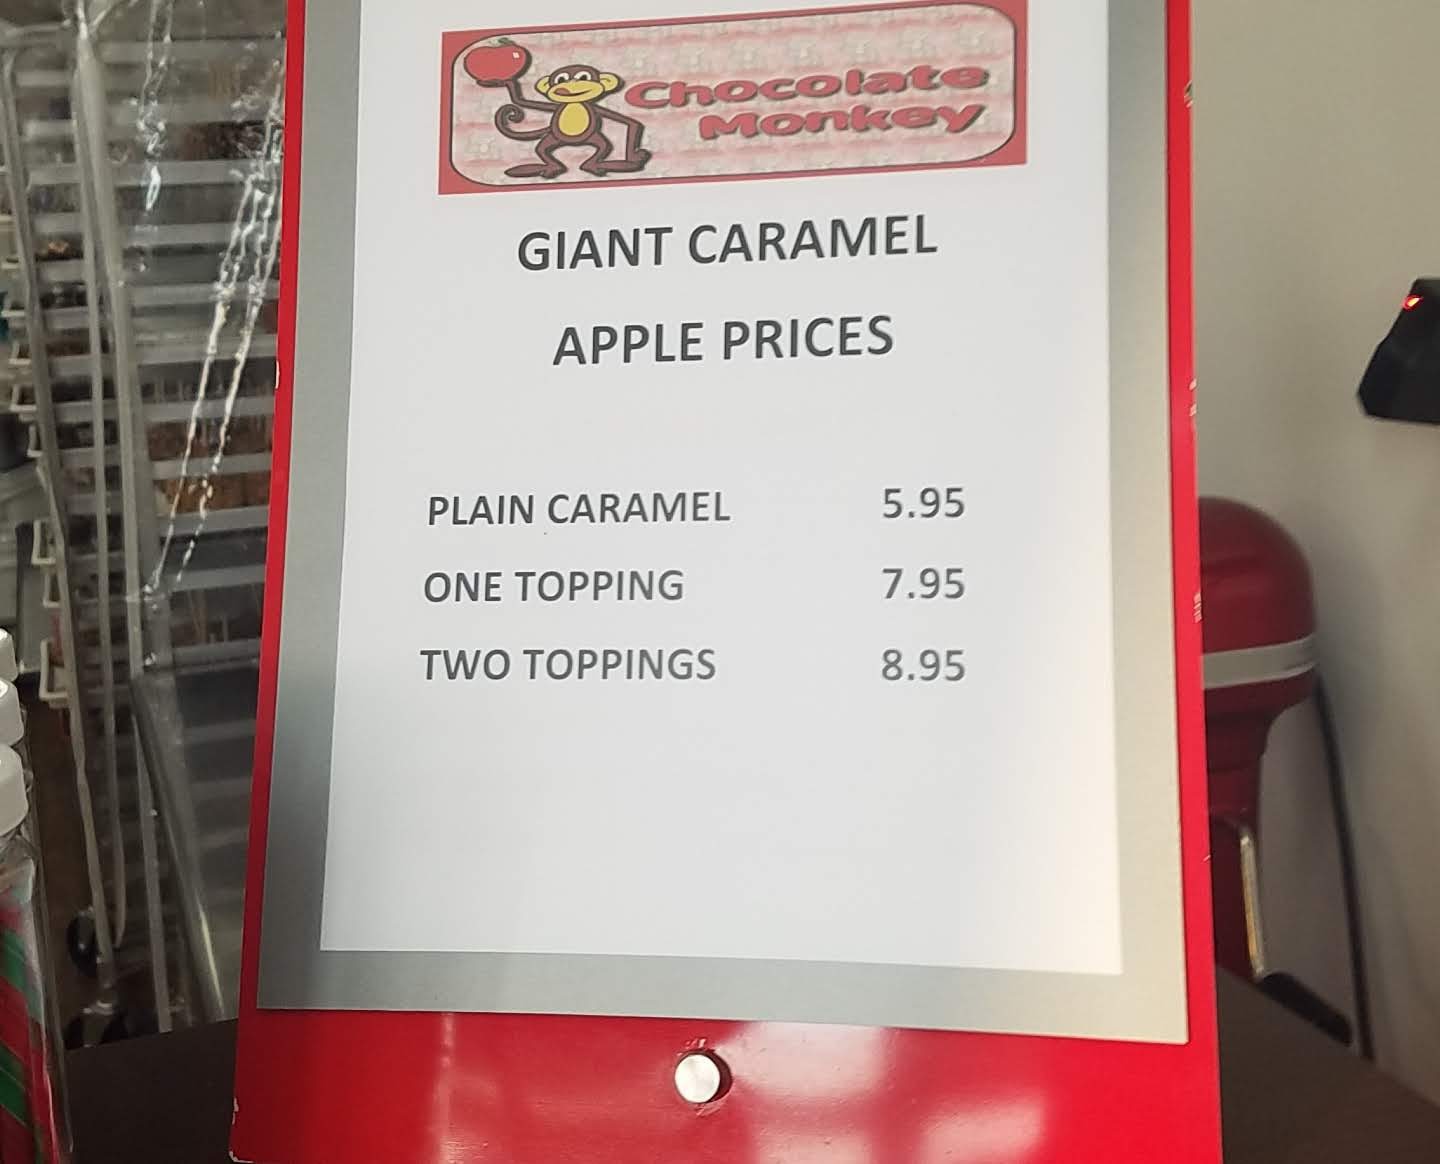 Chocolate
Monkey
GIANT CARAMEL
APPLE PRICES
PLAIN CARAMEL 5.95
ONE TOPPING 7.95
TWO TOPPINGS 8.95